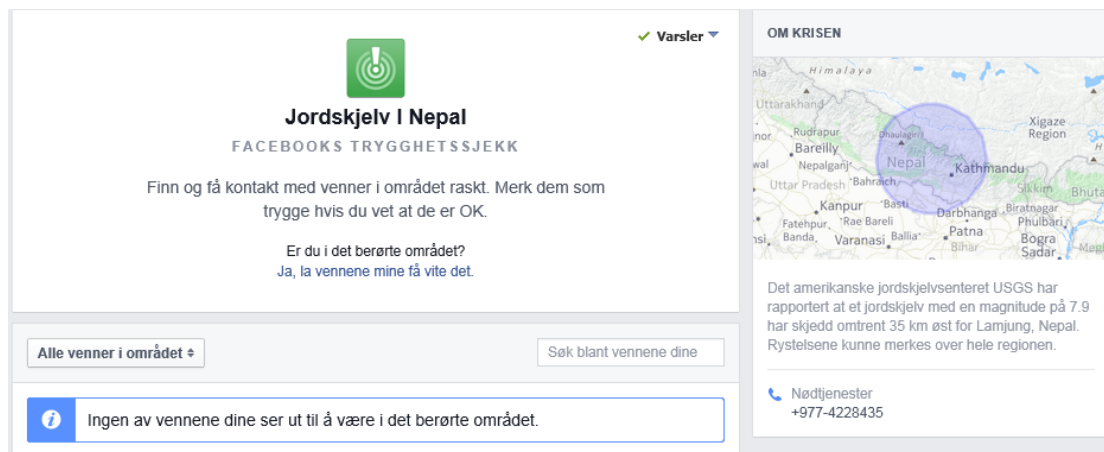 Varsler
Jordskjelv I Nepal
FACEBOOKS TRYGGHETSSJEKK
Finn og få kontakt med venner i området raskt. Merk dem som
trygge hvis du vet at de er OK.
Er du i det berørte området?
Ja, la vennene mine få vite det.
Alle venner i området
Søk blant vennene dine
Ingen av vennene dine ser ut til å være i det berørte området.
OM KRISEN
Himalaya
Uttarakhand
Xigaze
Region
Rudrapur
Dhaulagiri
Bareilly
Nepalganj
Nepal
Kathmandu
Uttar Pradesh
Bahraich
Sikkim
Bhuta
Kanpur
Basti
Darbhanga
Biratnagar
Fatehpur
Rae Bareli
Phulbari
Banda
Varanasi
Ballia
Patna
Bihar
Bogra
Sadar
Det amerikanske jordskjelvsenteret USGS har
rapportert at et jordskjelv med en magnitude på 7.9
har skjedd omtrent 35 km øst for Lamjung, Nepal.
Rystelsene kunne merkes over hele regionen.
Nødtjenester
+977-4228435